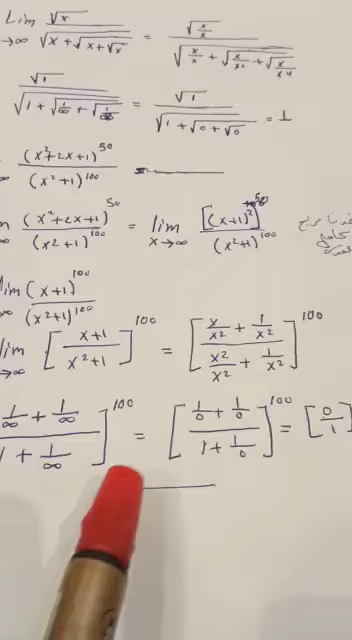 Lim √x / √(x + √(x + √x)) = √(x/x) / √(x/x + √(x/x² + √(x/x⁴)))
→∞
√1 / √(1 + √(1/∞ + √(1/∞))) = √1 / √(1 + √(0 + √0)) = 1
(x²+2x+1)⁵⁰ / (x²+1)¹⁰⁰
(x²+2x+1)⁵⁰ / (x²+1)¹⁰⁰ = lim x→∞ [(x+1)²]⁵⁰ / (x²+1)¹⁰⁰
lim (x+1)¹⁰⁰ / (x²+1)¹⁰⁰
lim →∞ [(x+1) / (x²+1)]¹⁰⁰ = [(x/x² + 1/x²) / (x²/x² + 1/x²)]¹⁰⁰
(1/∞ + 1/∞) / (1 + 1/∞)]¹⁰⁰ = [(1/0 + 1/0) / (1 + 1/0)]¹⁰⁰ = [0/1]